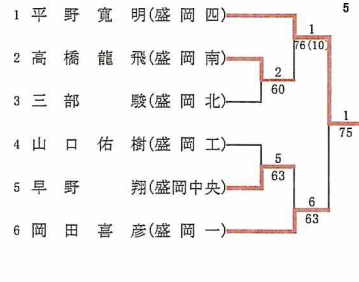 5
1 平野寛明(盛岡四)
1
76(10)
2 高橋龍飛(盛岡南)
2
60
3 三部駿(盛岡北)
1
75
4 山口佑樹(盛岡工)
5
63
5 早野翔(盛岡中央)
6
63
6 岡田喜彦(盛岡一)